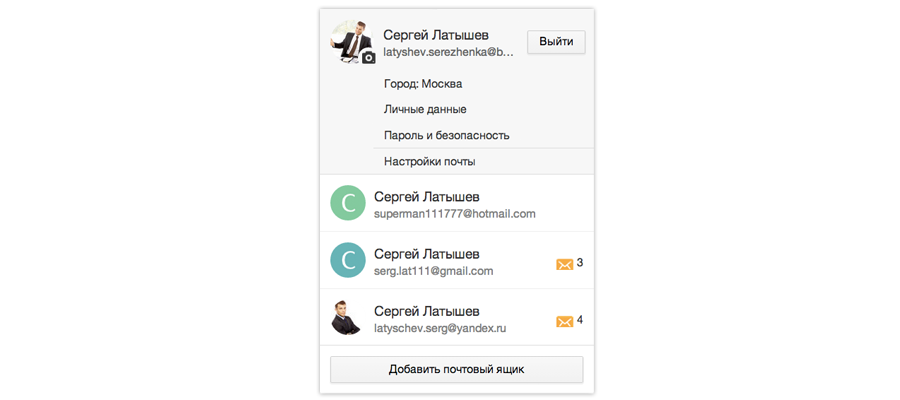 Сергей Латышев
latyshev.serezhenka@b...
Выйти
Город: Москва
Личные данные
Пароль и безопасность
Настройки почты
С
Сергей Латышев
superman111777@hotmail.com
С
Сергей Латышев
serg.lat111@gmail.com
3
Сергей Латышев
latyschev.serg@yandex.ru
4
Добавить почтовый ящик